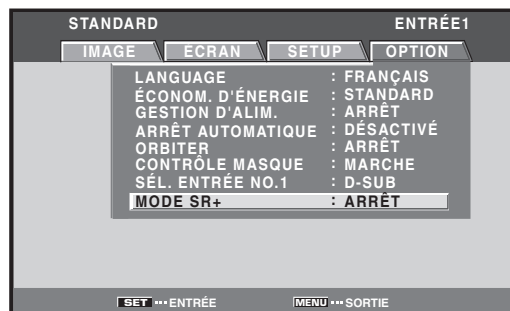 STANDARD ENTRÉE1
IMAGE ECRAN SETUP OPTION
LANGUAGE : FRANÇAIS
ÉCONOM. D'ÉNERGIE : STANDARD
GESTION D'ALIM. : ARRÊT
ARRÊT AUTOMATIQUE : DÉSACTIVÉ
ORBITER : ARRÊT
CONTRÔLE MASQUE : MARCHE
SÉL. ENTRÉE NO.1 : D-SUB
MODE SR+ : ARRÊT
SET ••• ENTRÉE MENU ••• SORTIE